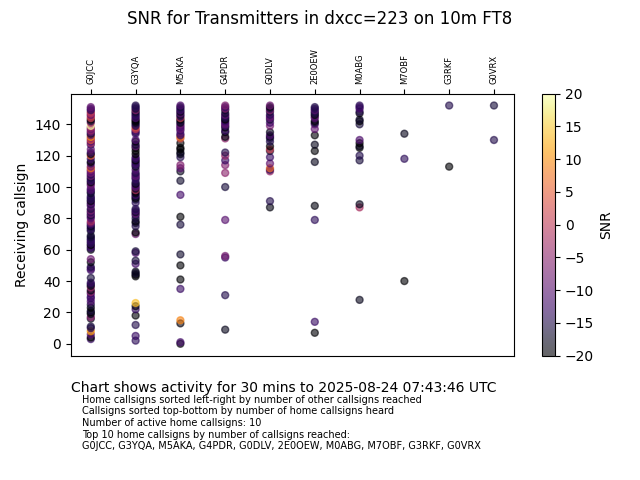 SNR for Transmitters in dxcc=223 on 10m FT8
G0JCC G3YQA M5AKA G4PDR G0DLV 2E0OEW M0ABG M7OBF G3RKF G0VRX
Receiving callsign
140
120
100
80
60
40
20
0
20
15
10
5
0
−5
−10
−15
−20
SNR
Chart shows activity for 30 mins to 2025-08-24 07:43:46 UTC
Home callsigns sorted left-right by number of other callsigns reached
Callsigns sorted top-bottom by number of home callsigns heard
Number of active home callsigns: 10
Top 10 home callsigns by number of callsigns reached:
G0JCC, G3YQA, M5AKA, G4PDR, G0DLV, 2E0OEW, M0ABG, M7OBF, G3RKF, G0VRX